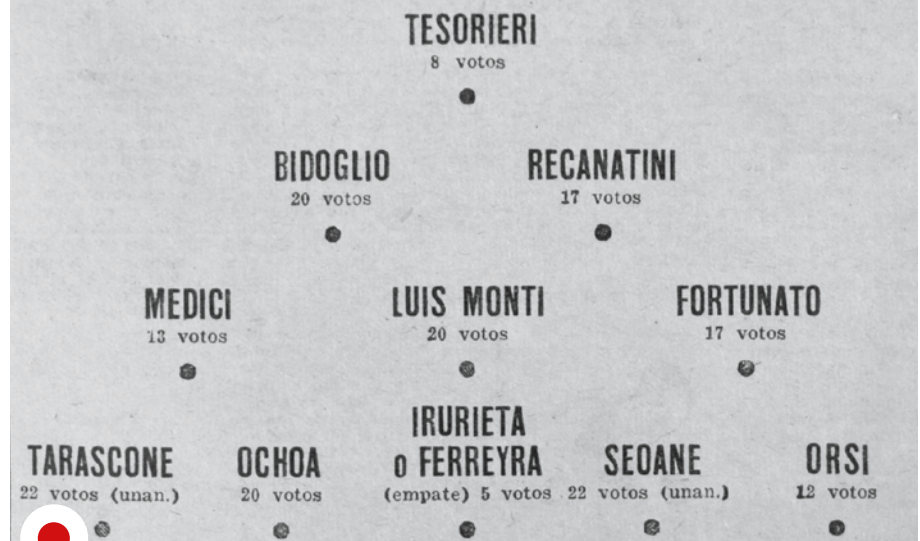 TESORIERI
8 votos
BIDOGLIO
20 votos
RECANATINI
17 votos
MEDICI
13 votos
LUIS MONTI
20 votos
FORTUNATO
17 votos
TARASCONE
22 votos (unan.)
OCHOA
20 votos
IRURIETA
o FERREYRA
(empate) 5 votos
SEOANE
22 votos (unan.)
ORSI
12 votos